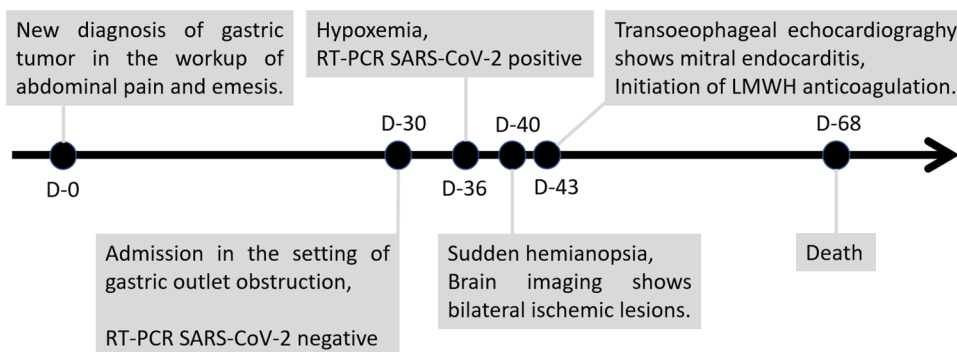 New diagnosis of gastric
tumor in the workup of
abdominal pain and emesis.
Hypoxemia,
RT-PCR SARS-CoV-2 positive
Transoeophageal echocardiography
shows mitral endocarditis,
Initiation of LMWH anticoagulation.
D-30
D-40
D-68
D-0
D-36
D-43
Admission in the setting of
gastric outlet obstruction,
RT-PCR SARS-CoV-2 negative
Sudden hemianopsia,
Brain imaging shows
bilateral ischemic lesions.
Death